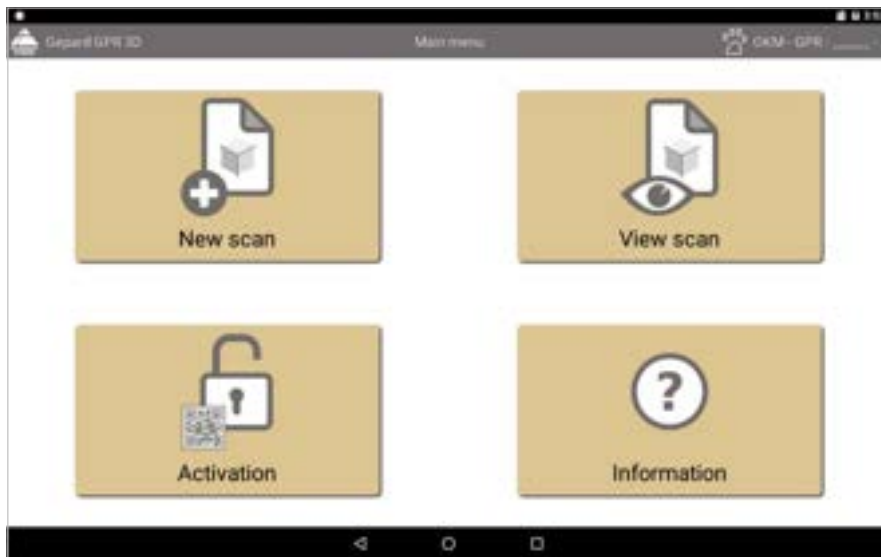 Gepard GPR 3D
Main menu
OKM - GPR
New scan
View scan
Activation
Information